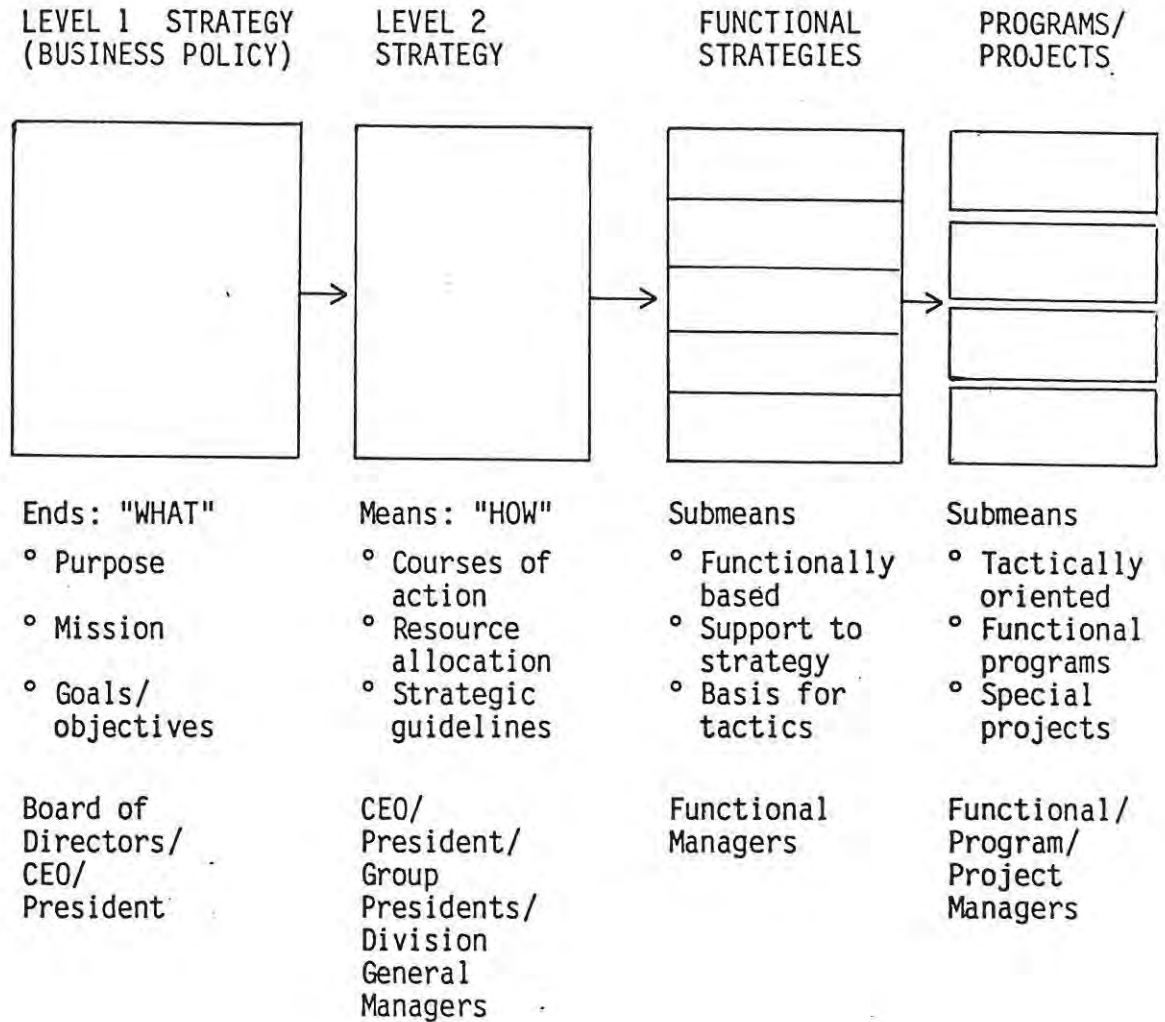 LEVEL 1 STRATEGY
(BUSINESS POLICY)
LEVEL 2
STRATEGY
FUNCTIONAL
STRATEGIES
PROGRAMS/
PROJECTS
Ends: "WHAT"
° Purpose
° Mission
° Goals/
objectives
Board of
Directors/
CEO/
President
Means: "HOW"
° Courses of
action
° Resource
allocation
° Strategic
guidelines
CEO/
President/
Group
Presidents/
Division
General
Managers
Submeans
° Functionally
based
° Support to
strategy
° Basis for
tactics
Functional
Managers
Submeans
° Tactically
oriented
° Functional
programs
° Special
projects
Functional/
Program/
Project
Managers